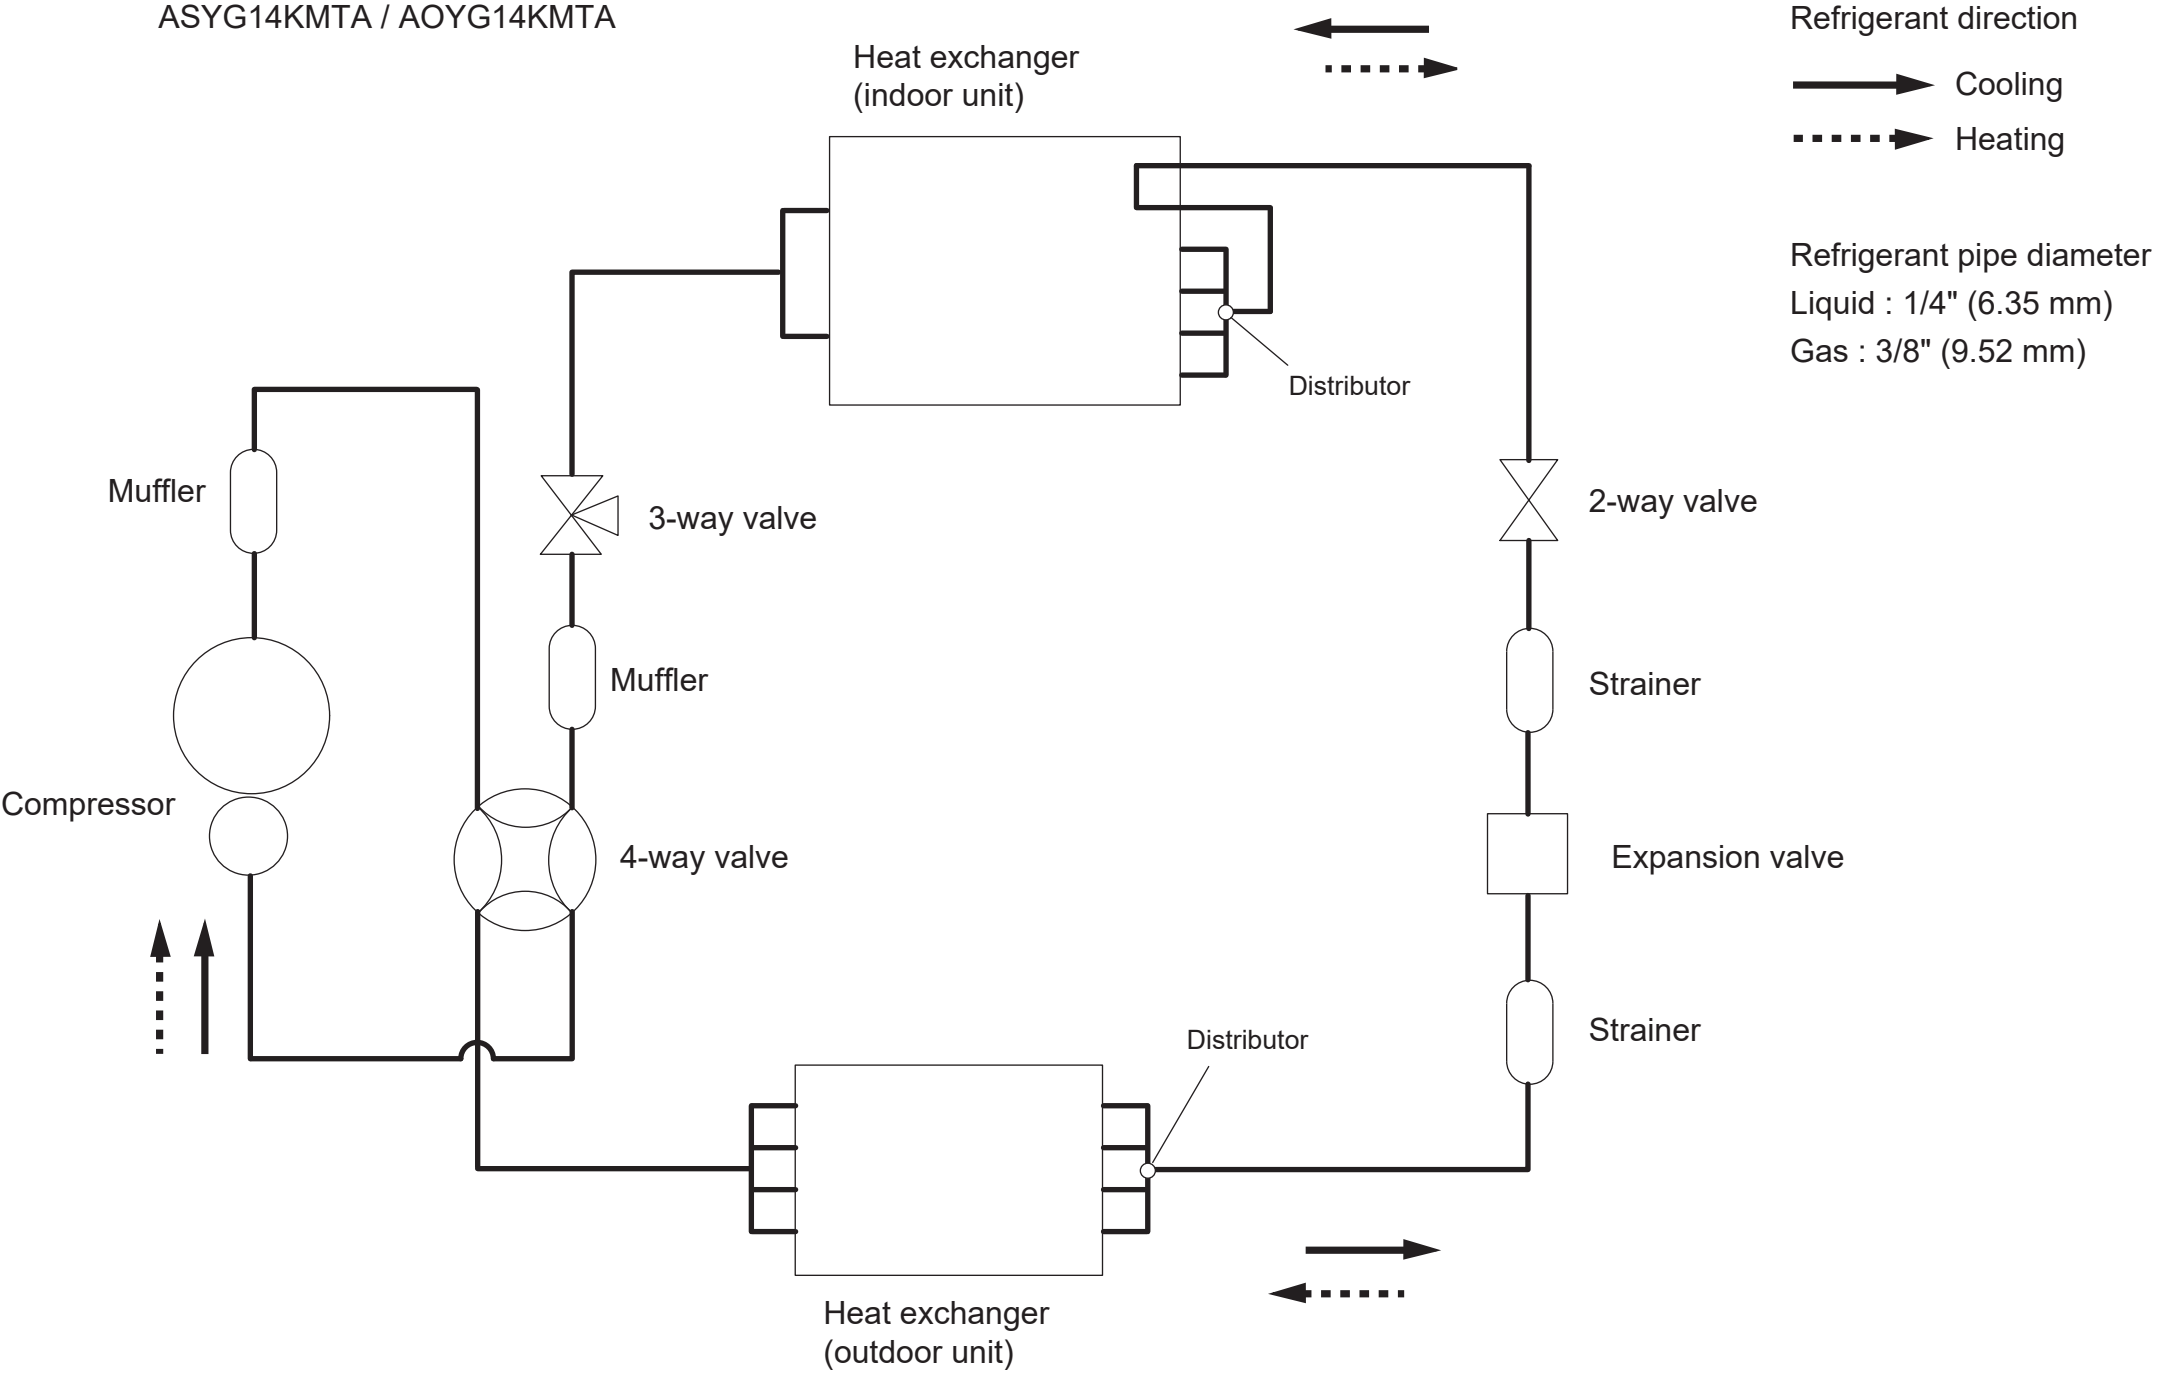 ASYG14KMTA / AOYG14KMTA
Refrigerant direction
Cooling
Heating
Heat exchanger
(indoor unit)
Refrigerant pipe diameter
Liquid : 1/4" (6.35 mm)
Gas : 3/8" (9.52 mm)
Distributor
Muffler
3-way valve
2-way valve
Muffler
Strainer
Compressor
4-way valve
Expansion valve
Strainer
Distributor
Heat exchanger
(outdoor unit)